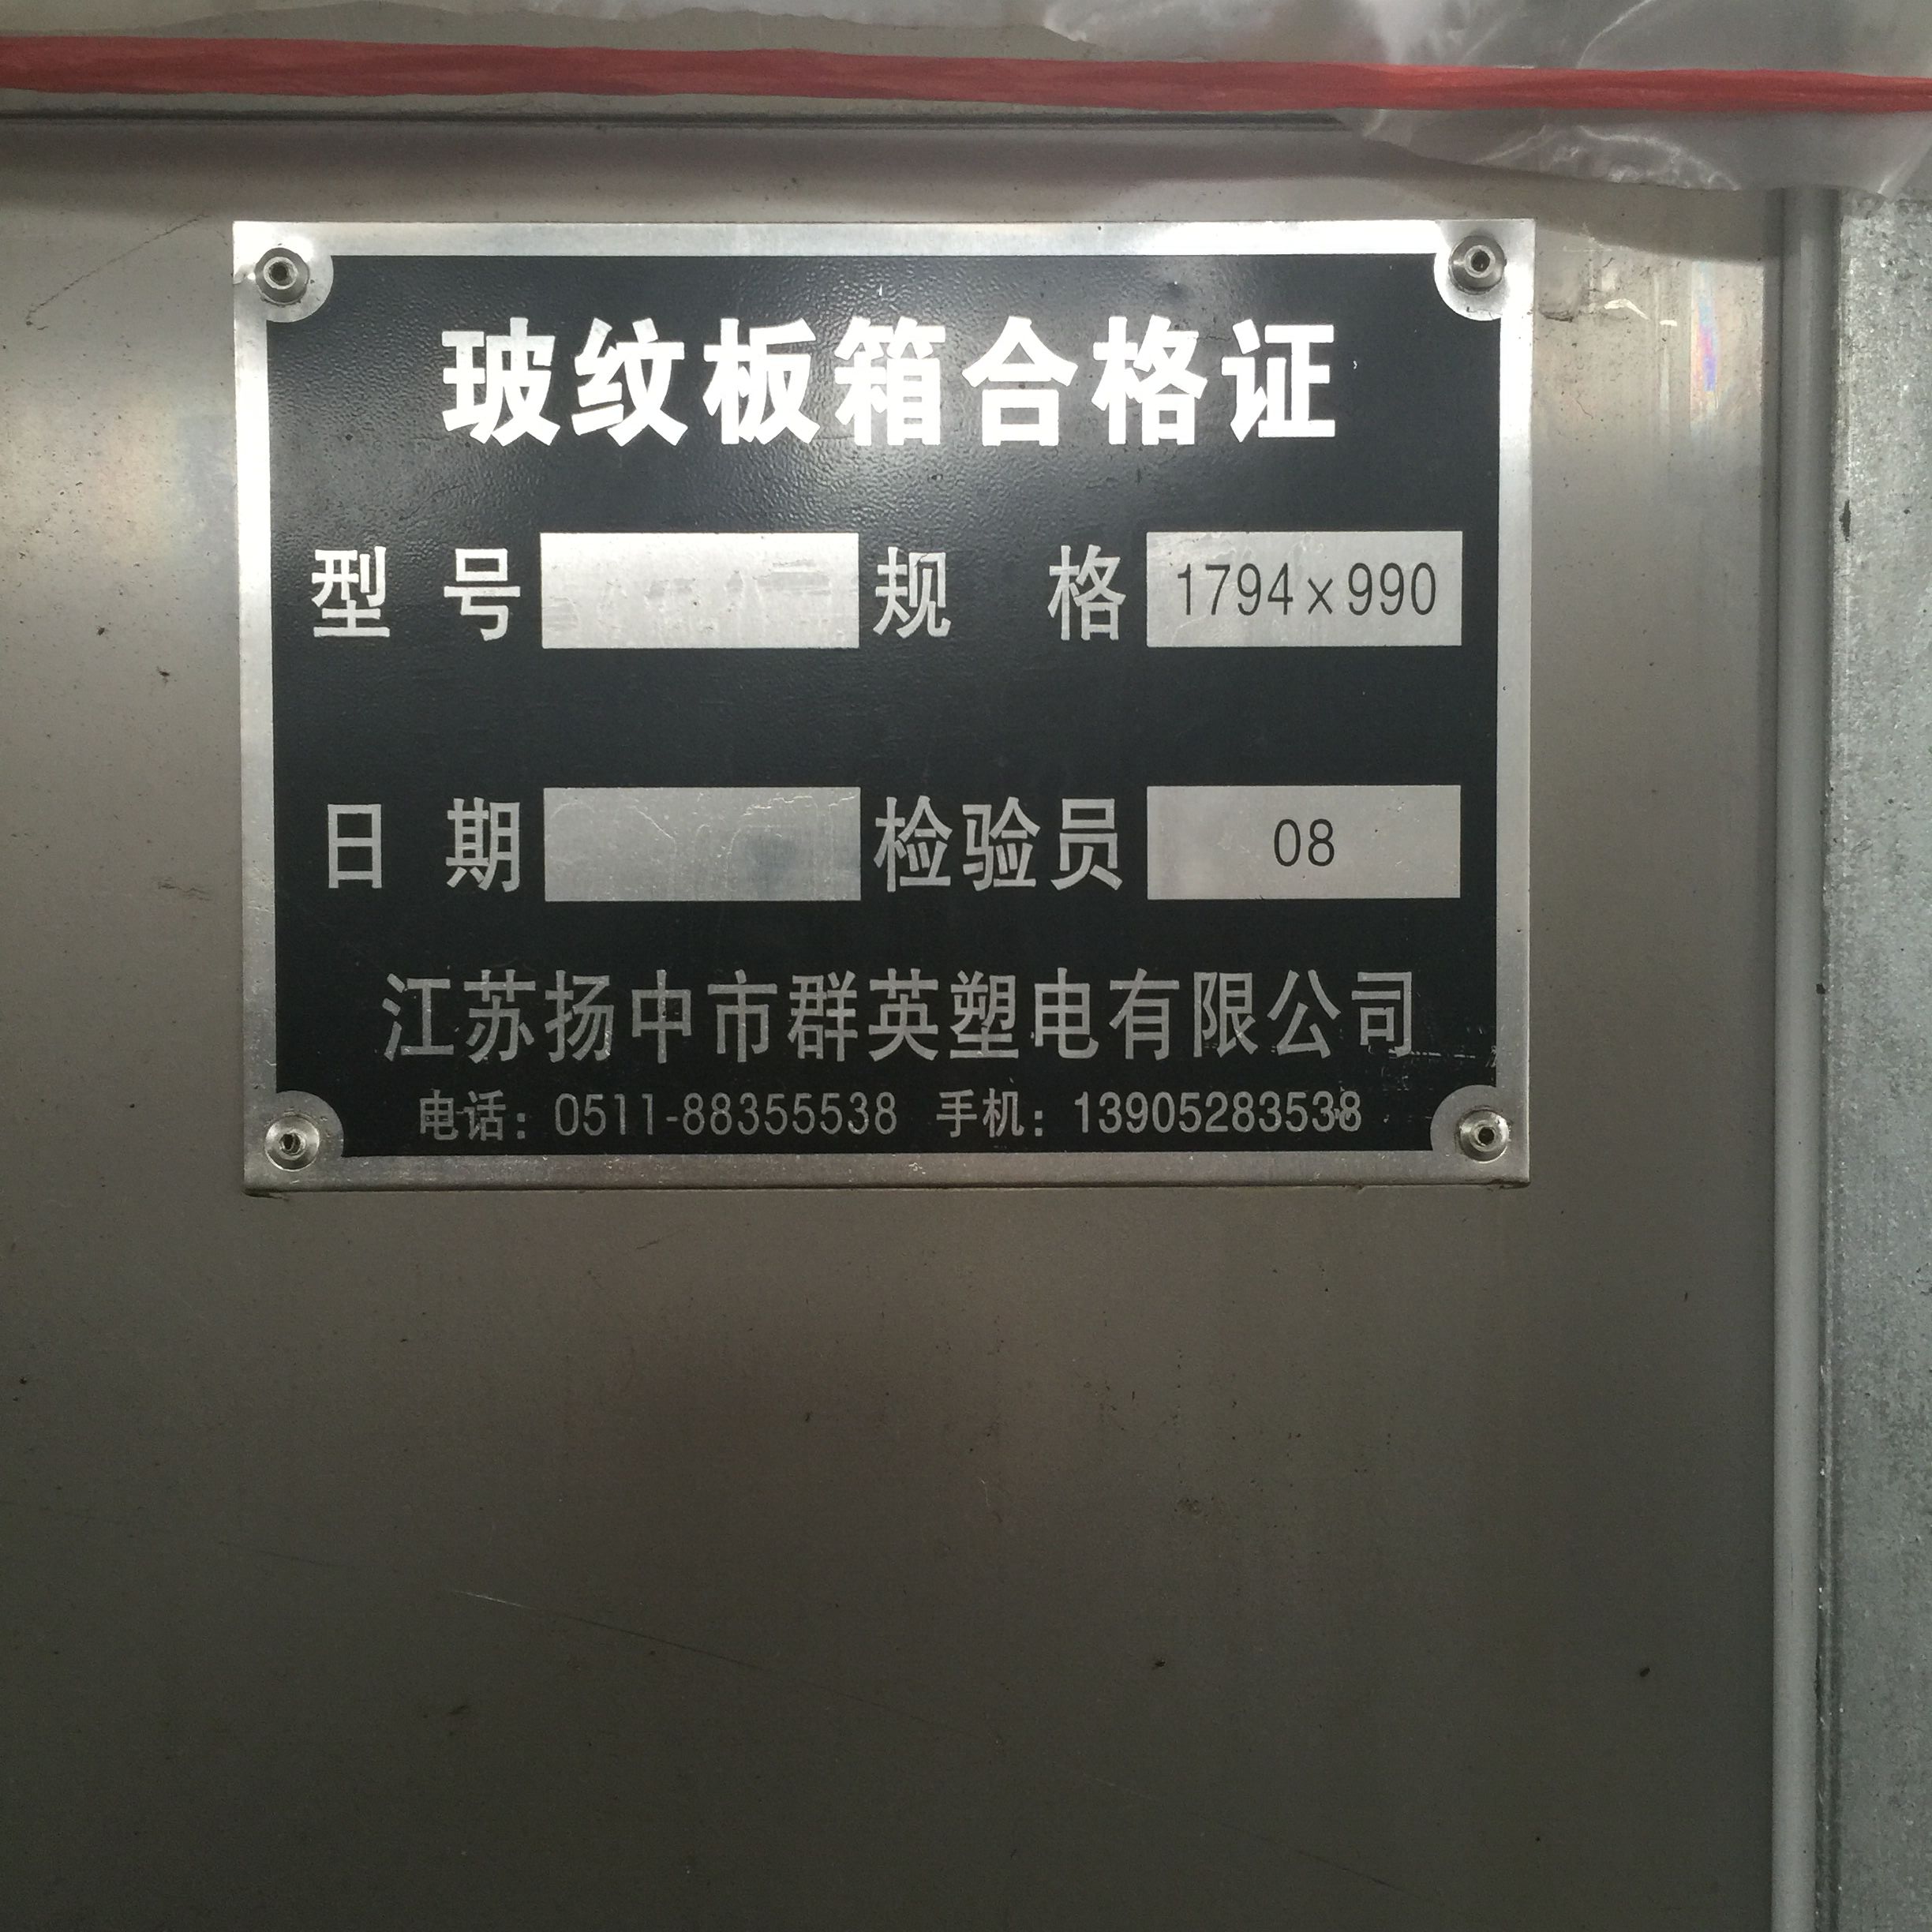 玻纹板箱合格证
型号 规格 1794×990
日期 检验员 08
江苏扬中市群英塑电有限公司
电话：0511-88355538 手机：13905283538